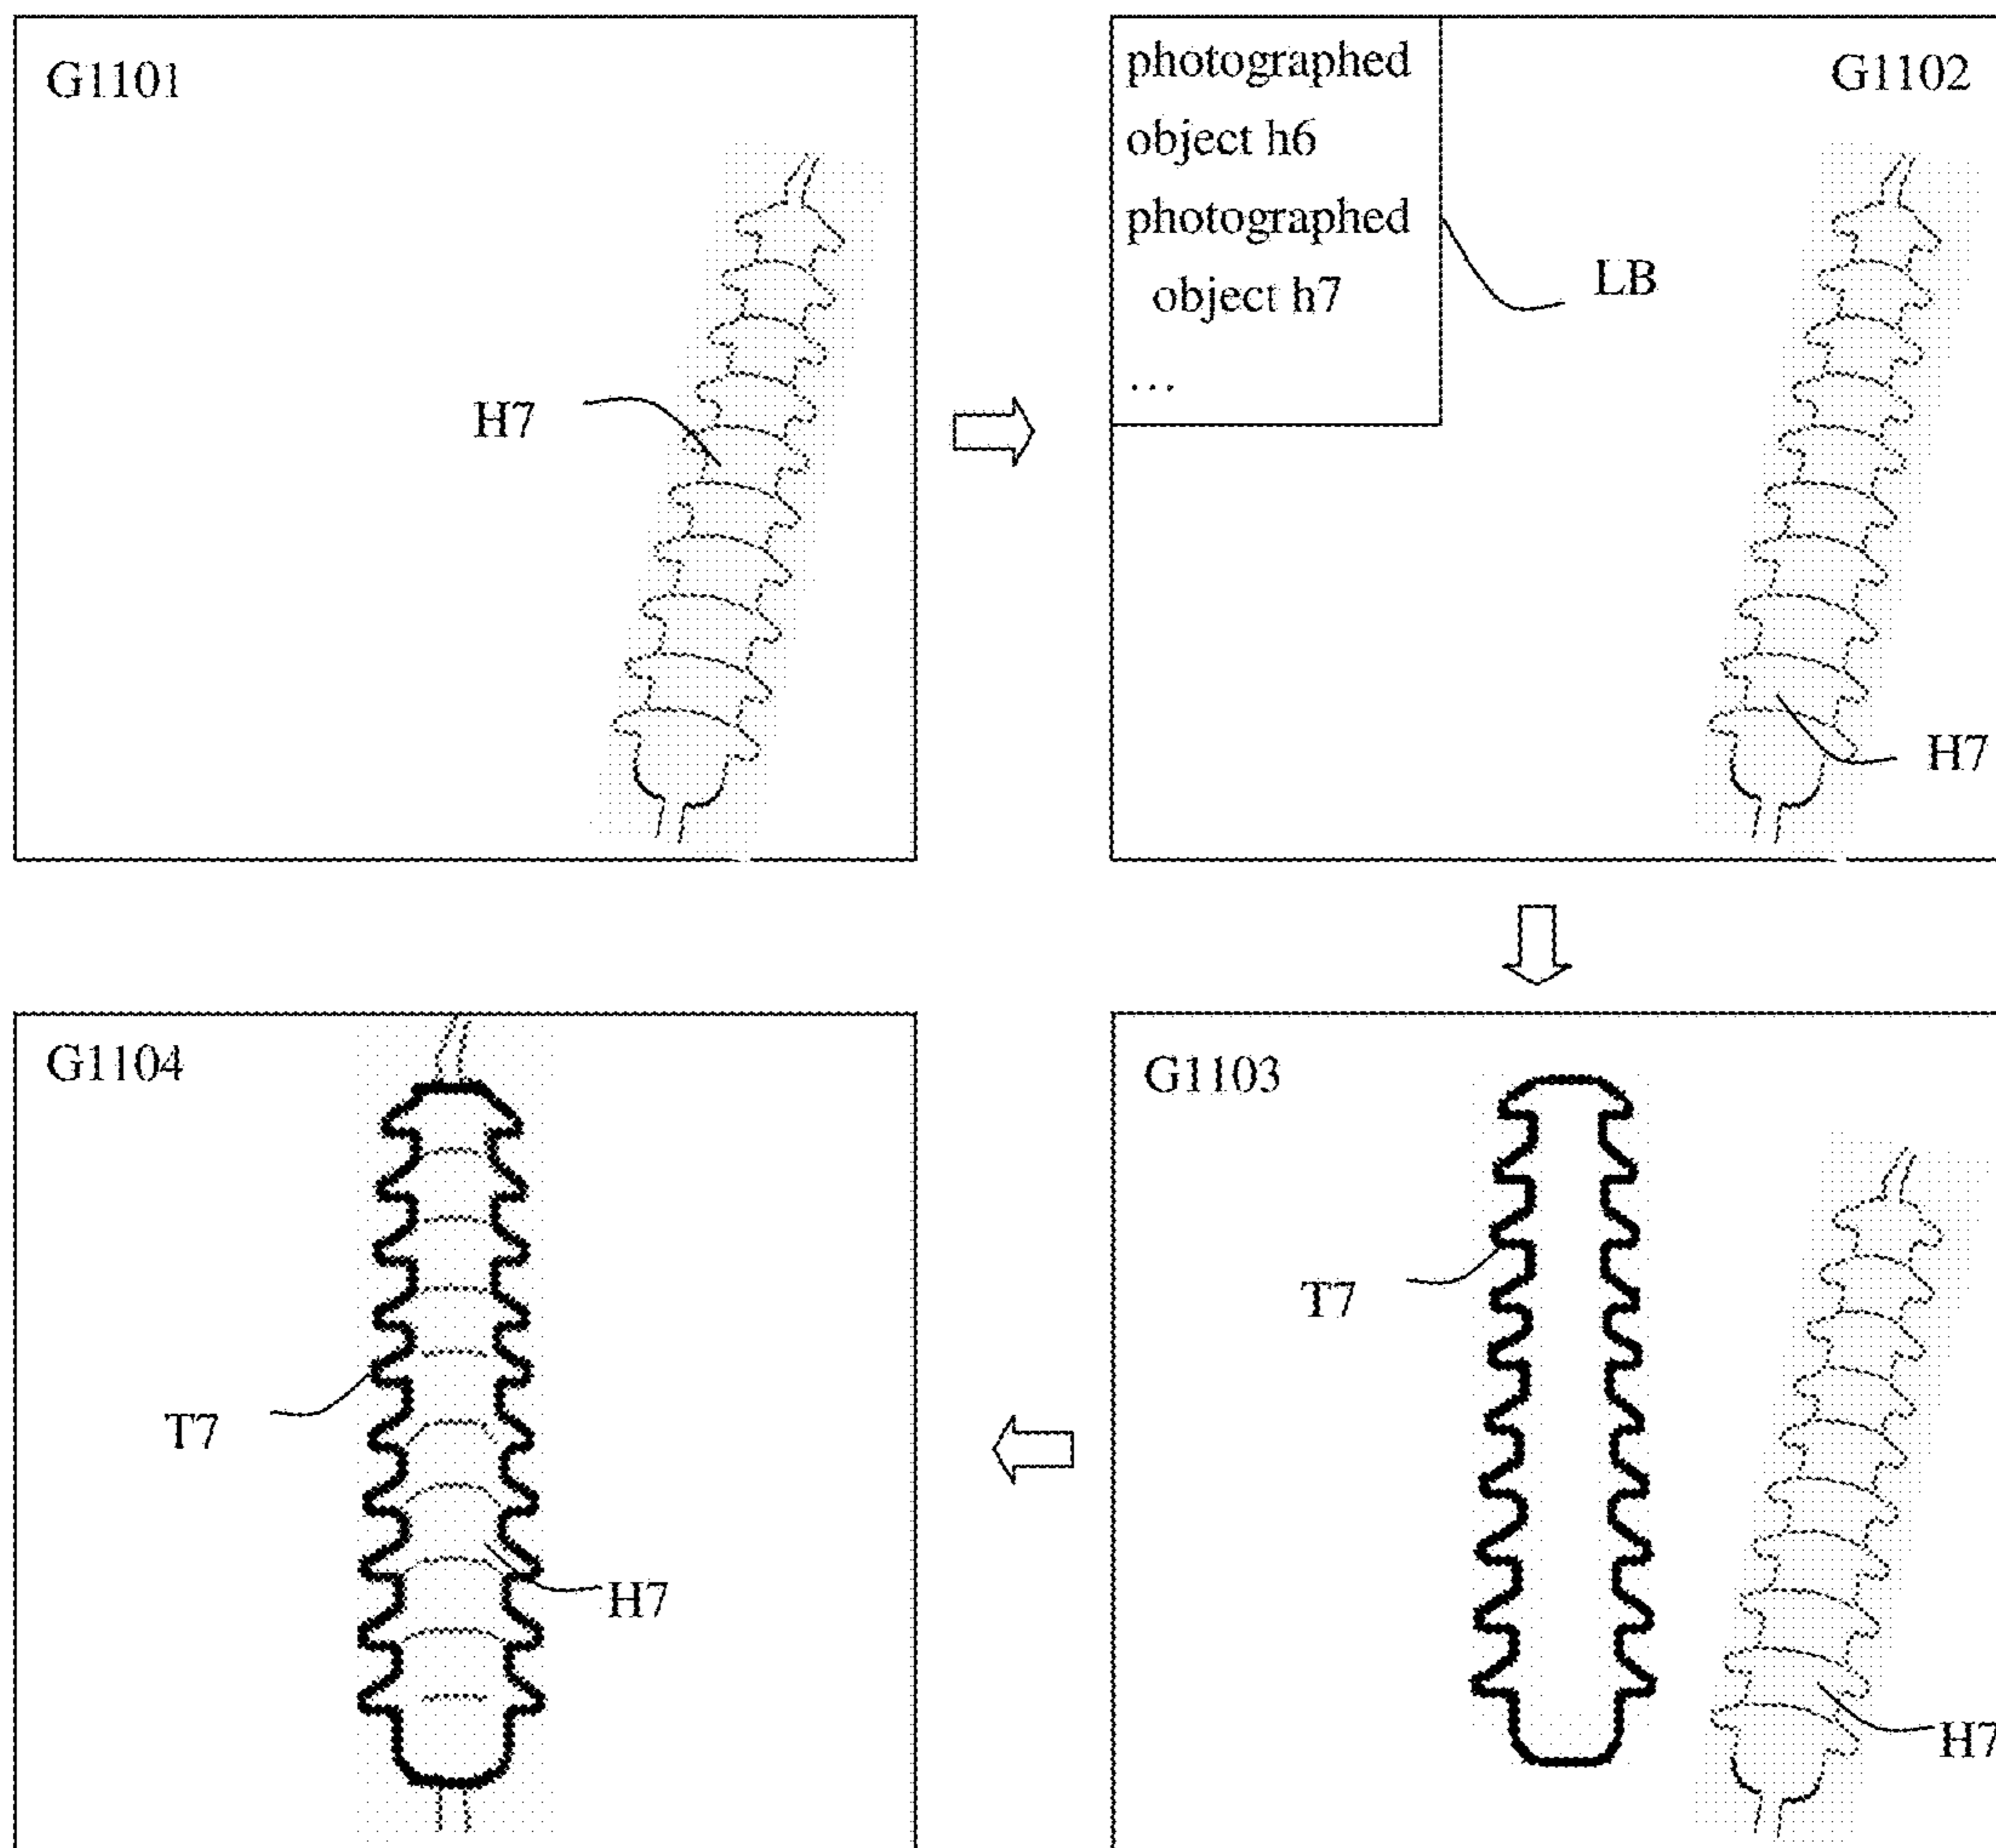 G1101
H7
photographed
object h6
photographed
object h7
...
G1102
LB
H7
G1104
T7
H7
G1103
T7
H7